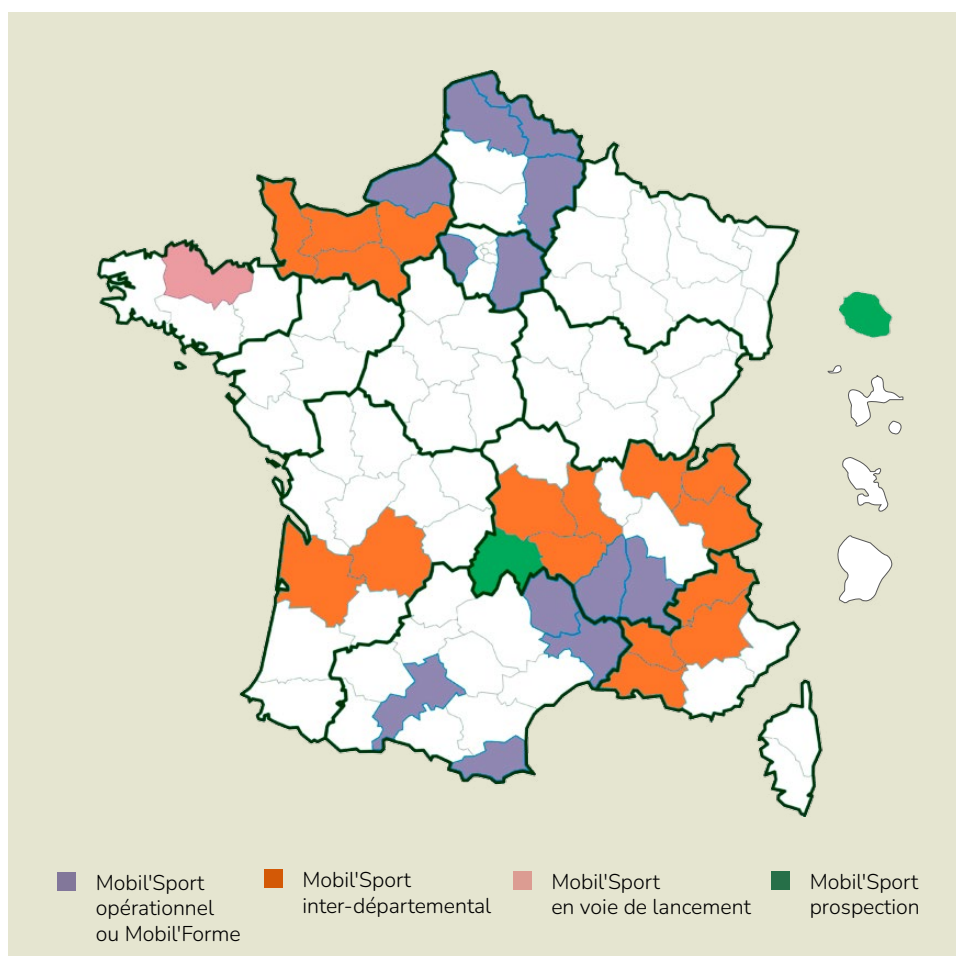 Mobil'Sport
opérationnel
ou Mobil'Forme
Mobil'Sport
inter-départemental
Mobil'Sport
en voie de lancement
Mobil'Sport
prospection